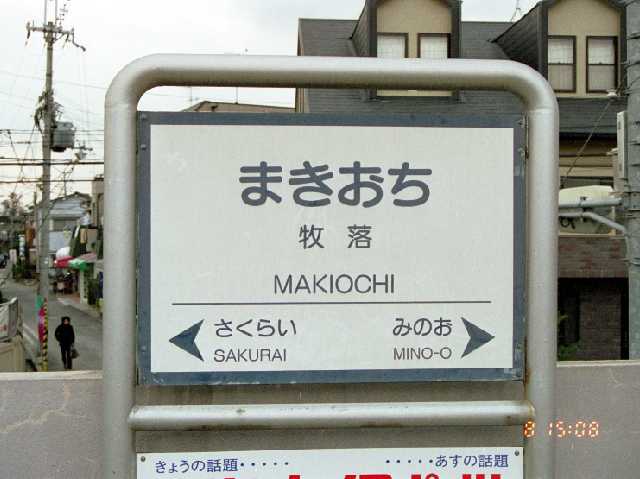 まきおち
牧落
MAKIOCHI
さくらい みのお
SAKURAI MINO-O
8 15:08
きょうの話題・・・・・ ・・・・・あすの話題